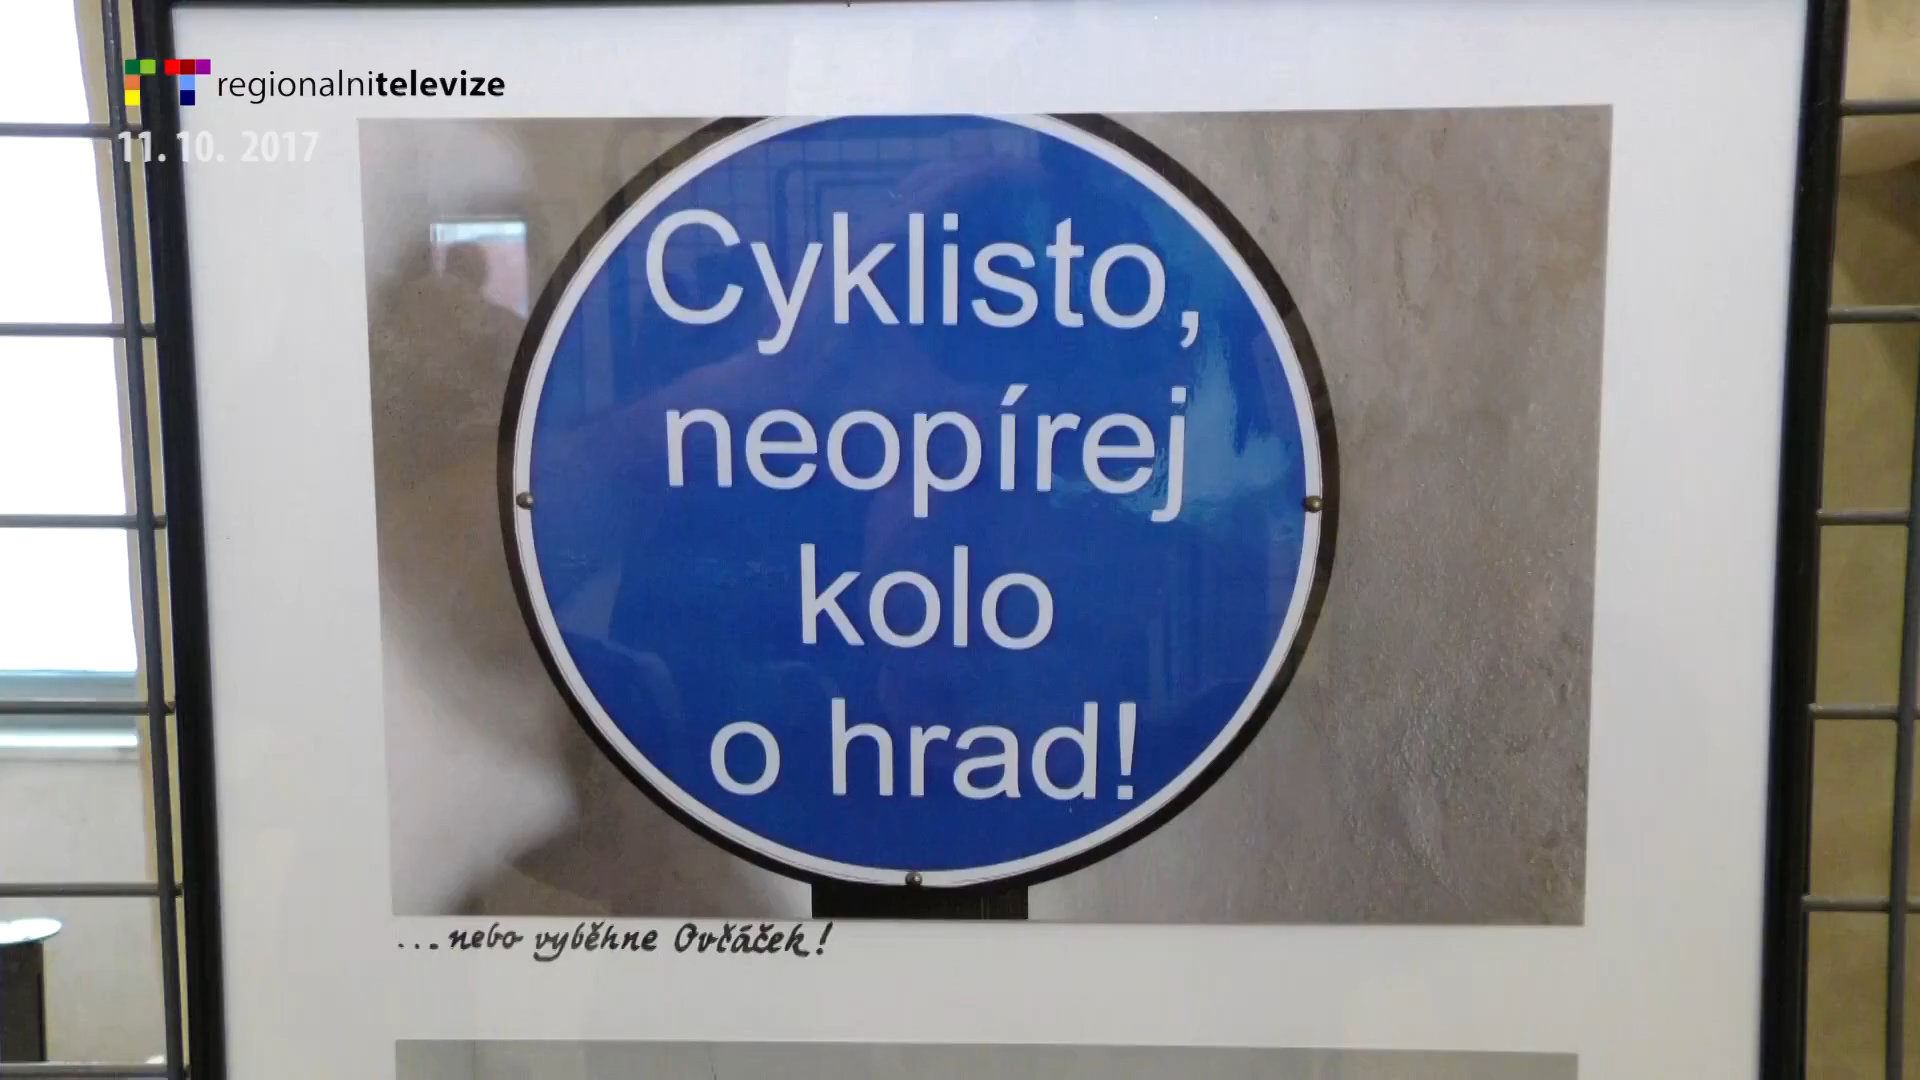 regionalnitelevize
11. 10. 2017
Cyklisto,
neopírej
kolo
o hrad!
...nebo vyběhne Ovčáček!